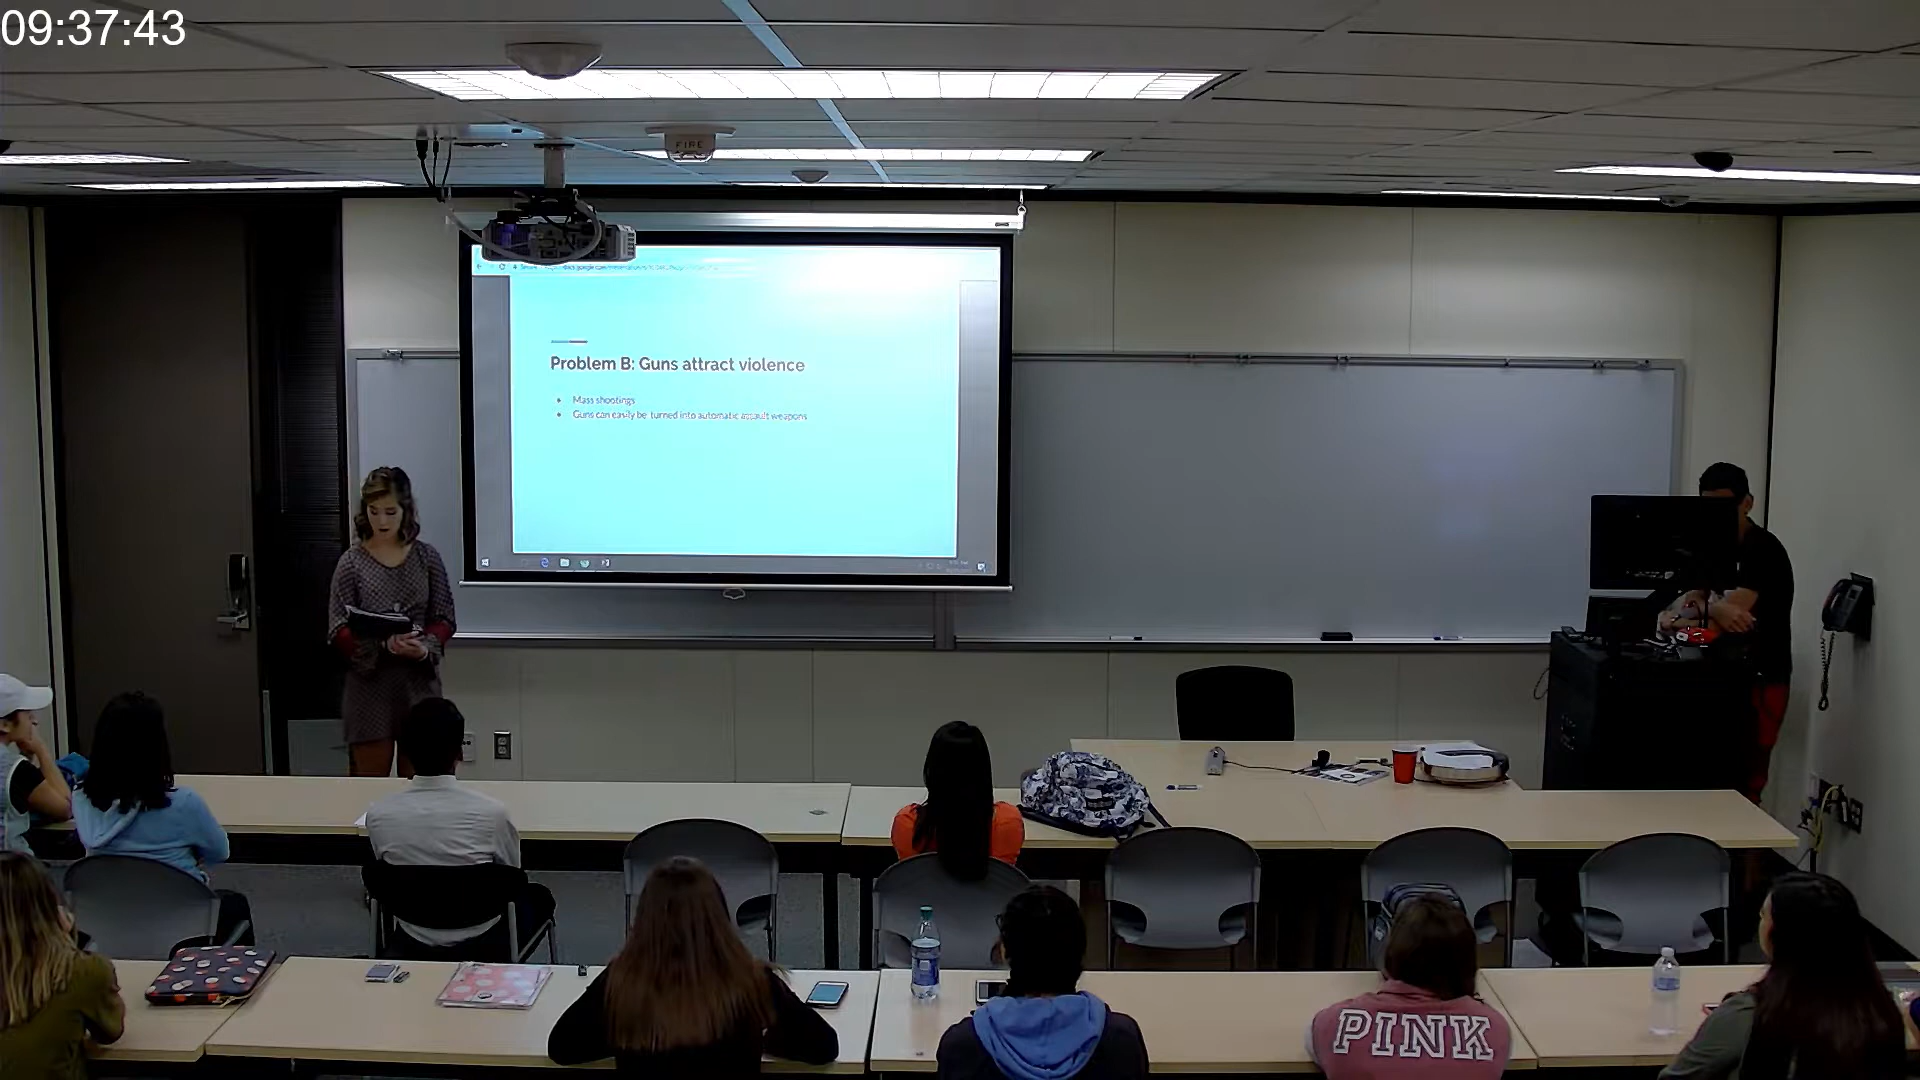 09:37:43
FIRE
Problem B: Guns attract violence
Mass shootings
Guns can easily be turned into automatic assault weapons
PINK